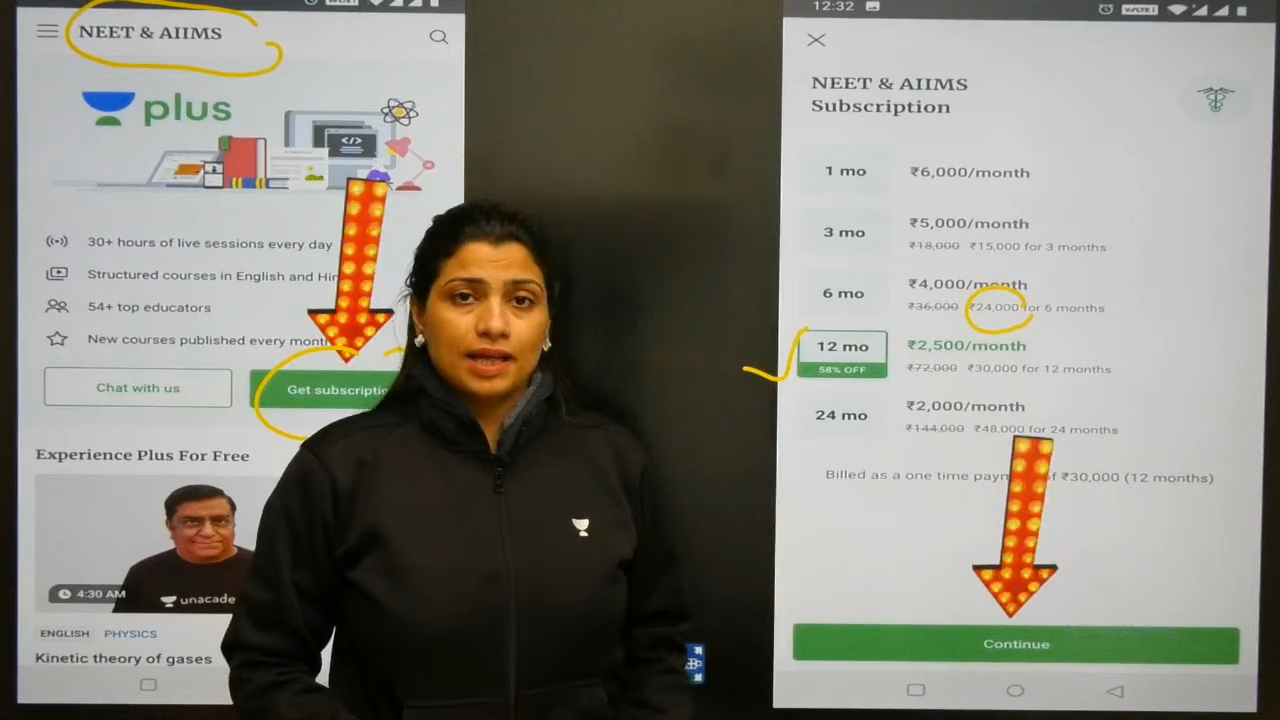 NEET & AIIMS
plus
</>
30+ hours of live sessions every day
Structured courses in English and
54+ top educators
New courses published every
Chat with us
Get
Experience Plus For Free
4:30 AM
ENGLISH PHYSICS
Kinetic theory of gases
12:32
VoLTE
NEET & AIIMS
Subscription
1 mo ₹6,000/month
3 mo ₹5,000/month
₹18,000 ₹15,000 for 3 months
6 mo ₹4,000/month
₹36,000 ₹24,000 for 6 months
12 mo ₹2,500/month
58% OFF ₹72,000 ₹30,000 for 12 months
24 mo ₹2,000/month
₹144,000 ₹48,000 for 24 months
Billed as a one time ₹30,000 (12 months)
Continue